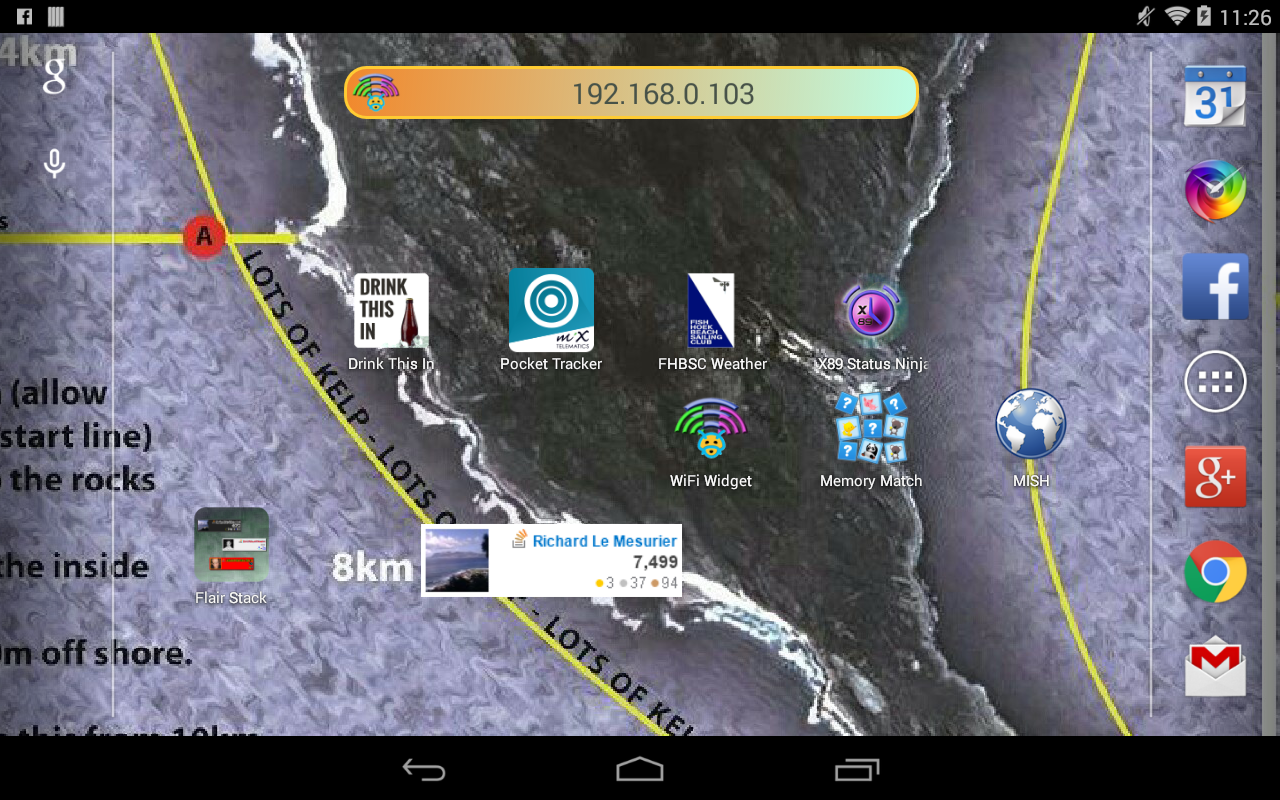 11:26
4km
192.168.0.103
31
A
LOTS OF KELP - LOTS O
DRINK
THIS
IN
Drink This In
mix
TELEMATICS
Pocket Tracker
FISH
HOEK
BEACH
SAILING
CLUB
FHBSC Weather
X
89
X89 Status Ninja
(allow
start line)
the rocks
WiFi Widget
Memory Match
MISH
g+
Richard Le Mesurier
7,499
3 37 94
8km
the inside
Flair Stack
- LOTS OF KEL
m off shore.
this from 10km